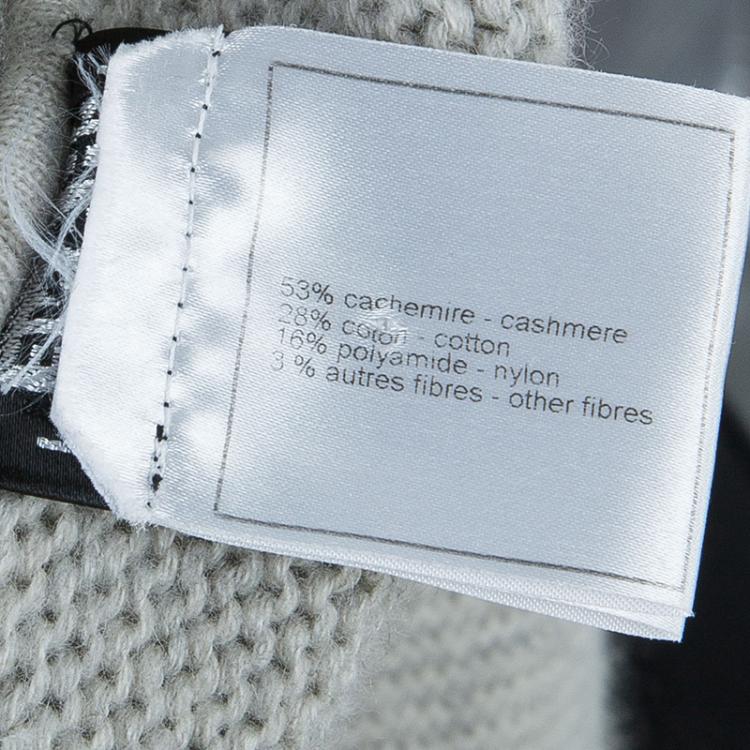 53% cachemire - cashmere
28% coton - cotton
16% polyamide - nylon
3 % autres fibres - other fibres